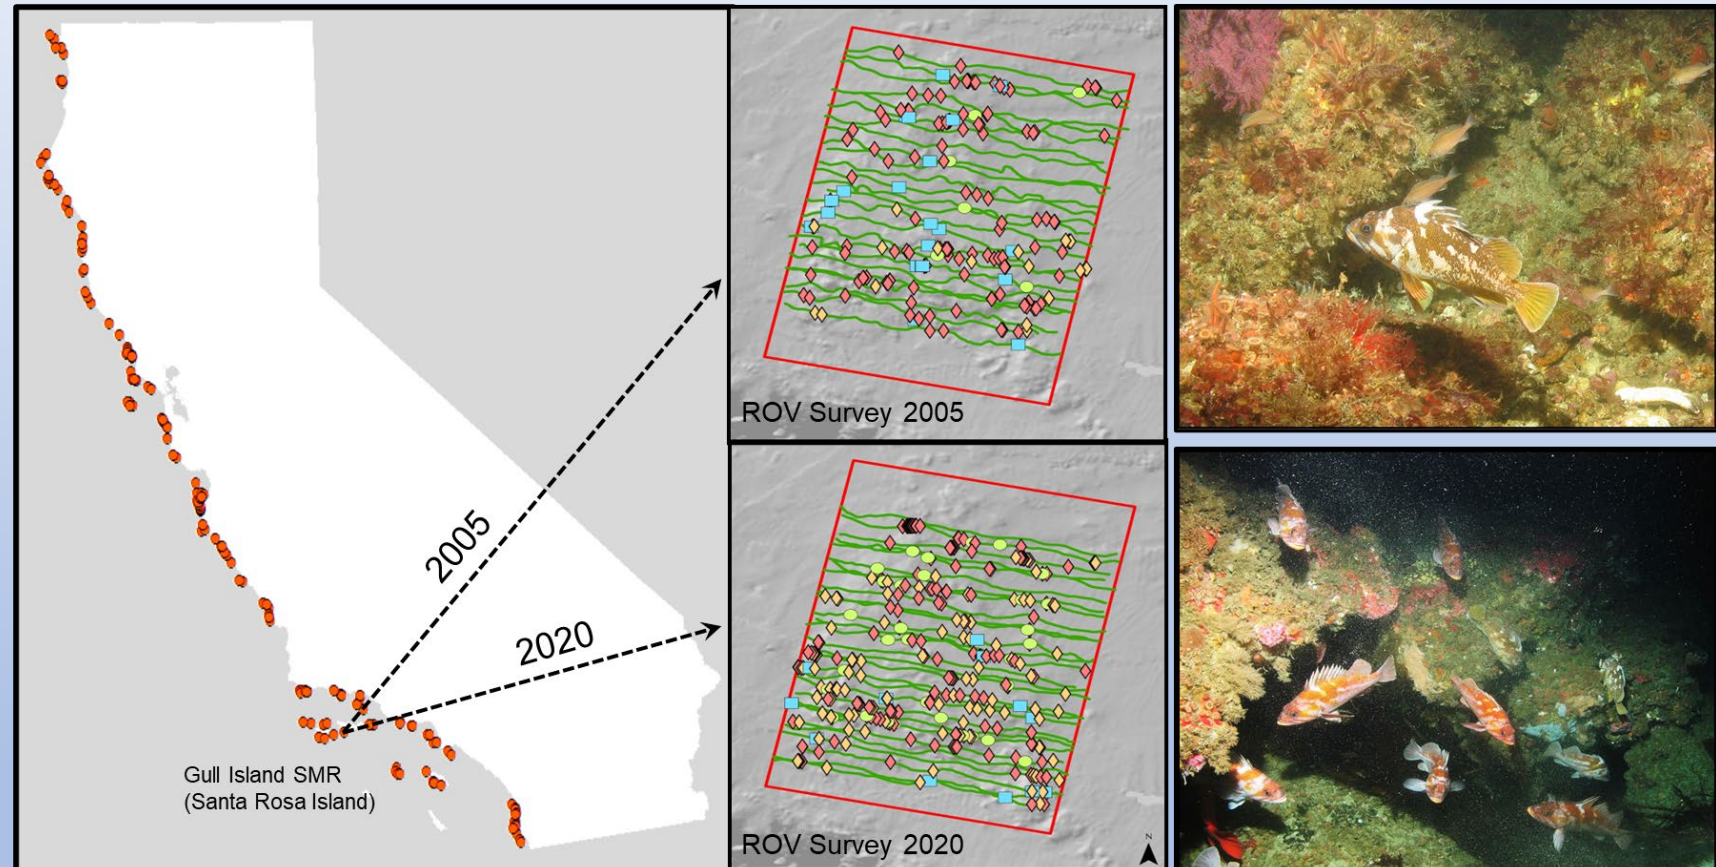 2005
2020
Gull Island SMR
(Santa Rosa Island)
ROV Survey 2005
ROV Survey 2020
N